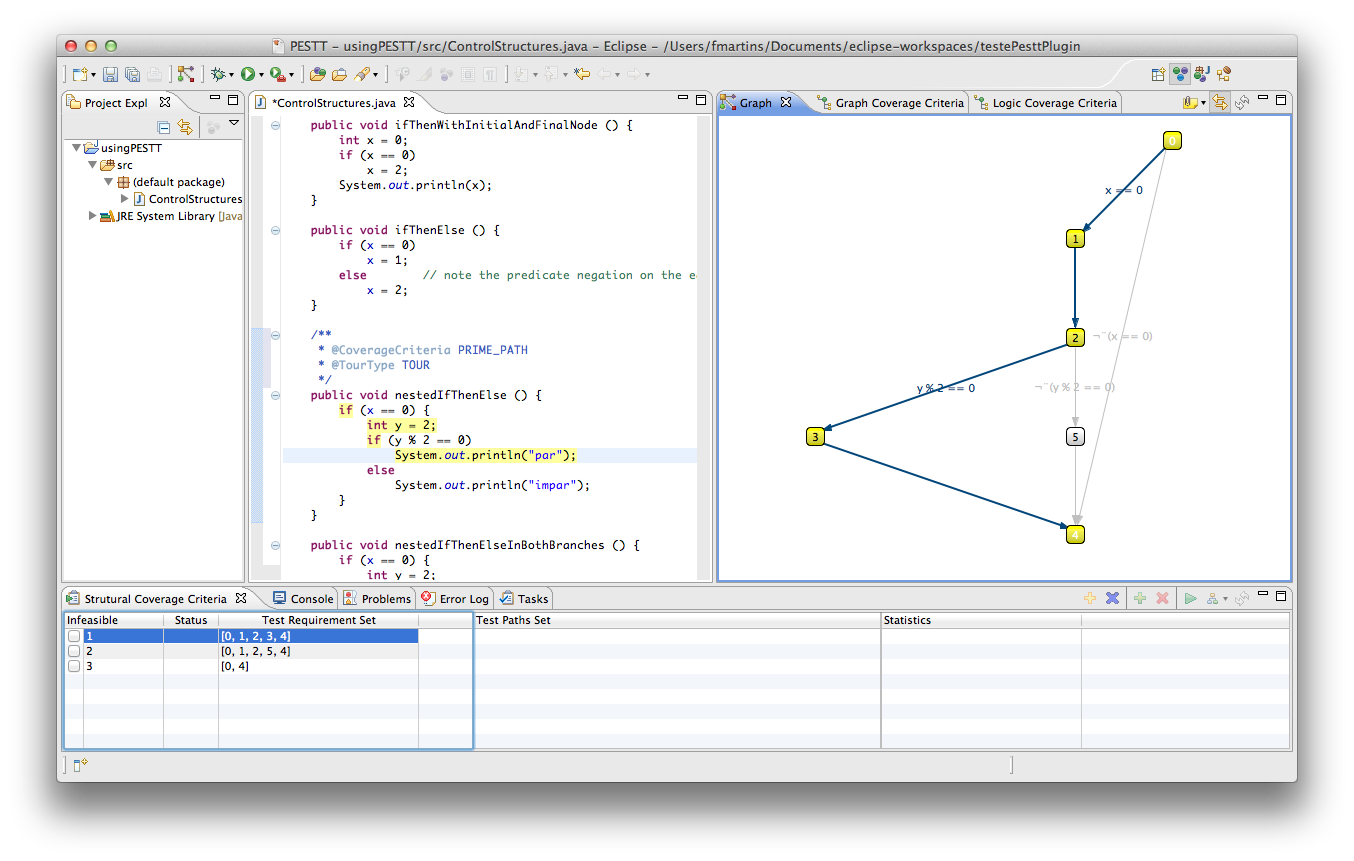 PESTT – usingPESTT/src/ControlStructures.java – Eclipse – /Users/fmartins/Documents/eclipse-workspaces/testePesttPlugin
Project Expl
usingPESTT
src
(default package)
ControlStructures
JRE System Library [Java
*ControlStructures.java
public void ifThenWithInitialAndFinalNode () {
int x = 0;
if (x == 0)
x = 2;
System.out.println(x);
}
public void ifThenElse () {
if (x == 0)
x = 1;
else // note the predicate negation on the e
x = 2;
}
/**
* @CoverageCriteria PRIME_PATH
* @TourType TOUR
*/
public void nestedIfThenElse () {
if (x == 0) {
int y = 2;
if (y % 2 == 0)
System.out.println("par");
else
System.out.println("impar");
}
}
public void nestedIfThenElseInBothBranches () {
if (x == 0) {
int y = 2;
Graph Graph Coverage Criteria Logic Coverage Criteria
0
x == 0
1
2 ¬¨(x == 0)
y % 2 == 0 ¬¨(y % 2 == 0)
3 5
4
Strutural Coverage Criteria Console Problems Error Log Tasks
Infeasible Status Test Requirement Set Test Paths Set Statistics
1 [0, 1, 2, 3, 4]
2 [0, 1, 2, 5, 4]
3 [0, 4]